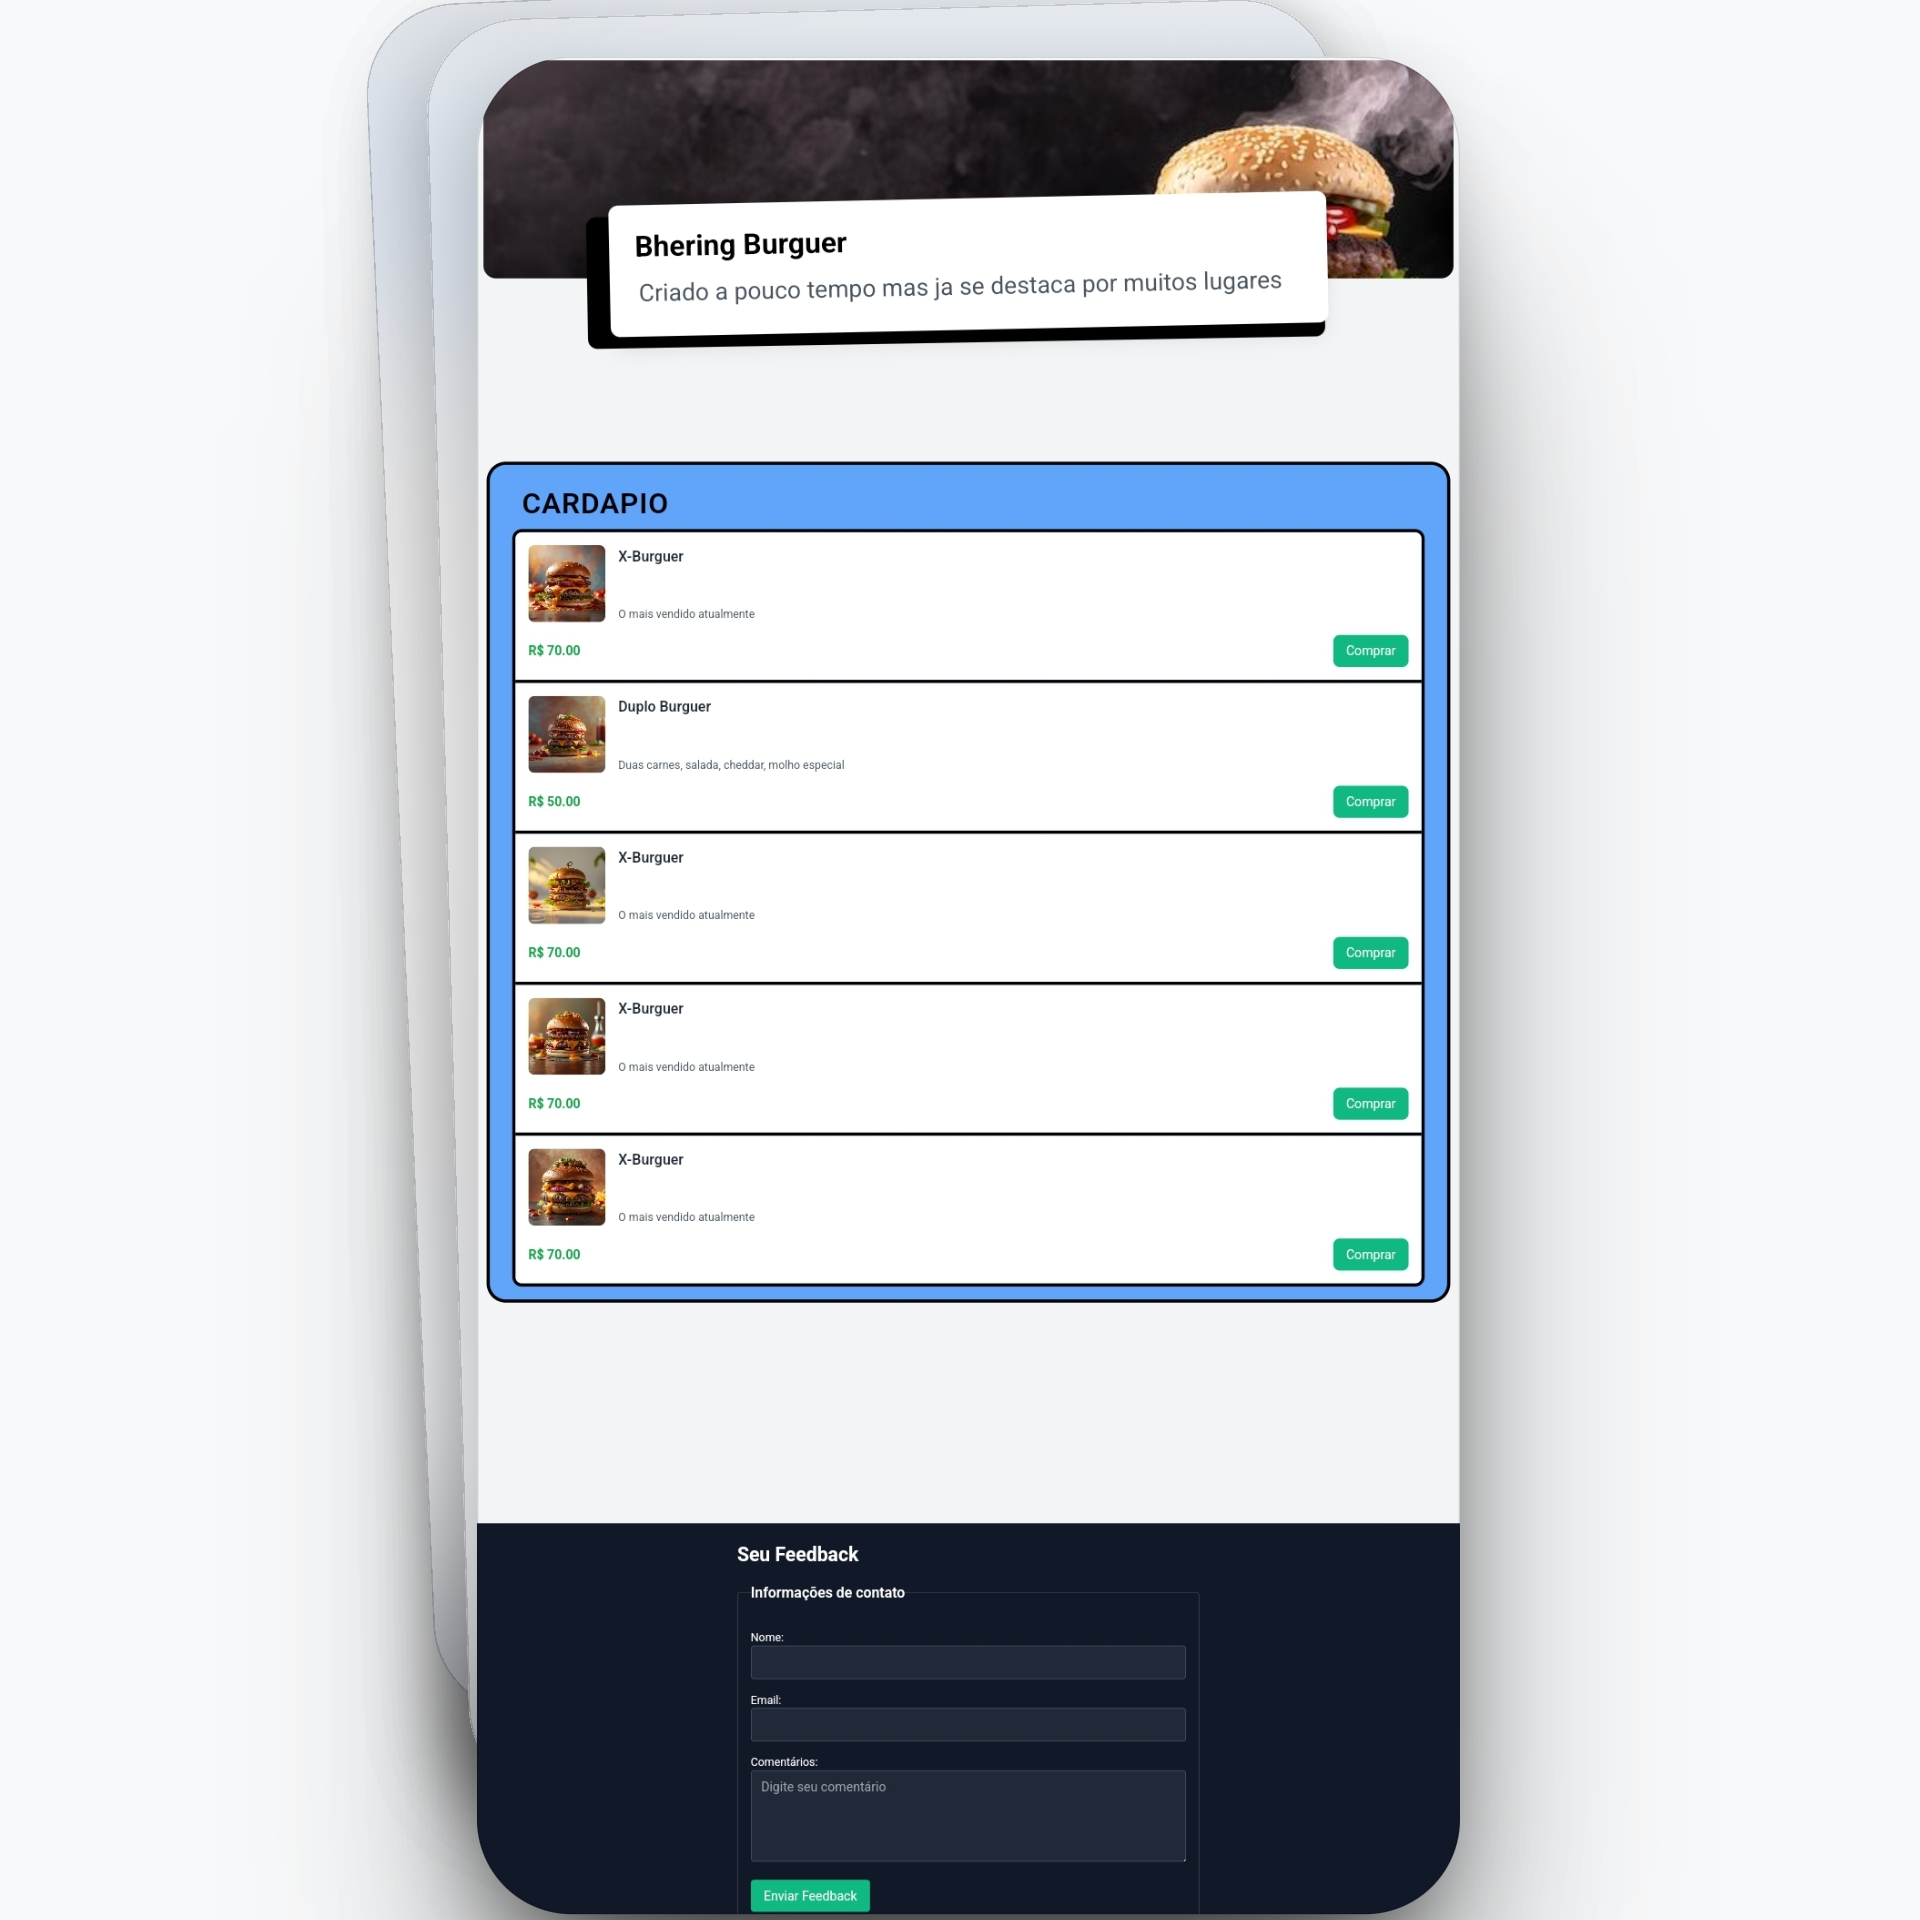 Bhering Burguer
Criado a pouco tempo mas ja se destaca por muitos lugares
CARDAPIO
X-Burguer
O mais vendido atualmente
R$ 70.00
Comprar
Duplo Burguer
Duas carnes, salada, cheddar, molho especial
R$ 50.00
Comprar
X-Burguer
O mais vendido atualmente
R$ 70.00
Comprar
X-Burguer
O mais vendido atualmente
R$ 70.00
Comprar
X-Burguer
O mais vendido atualmente
R$ 70.00
Comprar
Seu Feedback
Informações de contato
Nome:
Email:
Comentários:
Digite seu comentário
Enviar Feedback